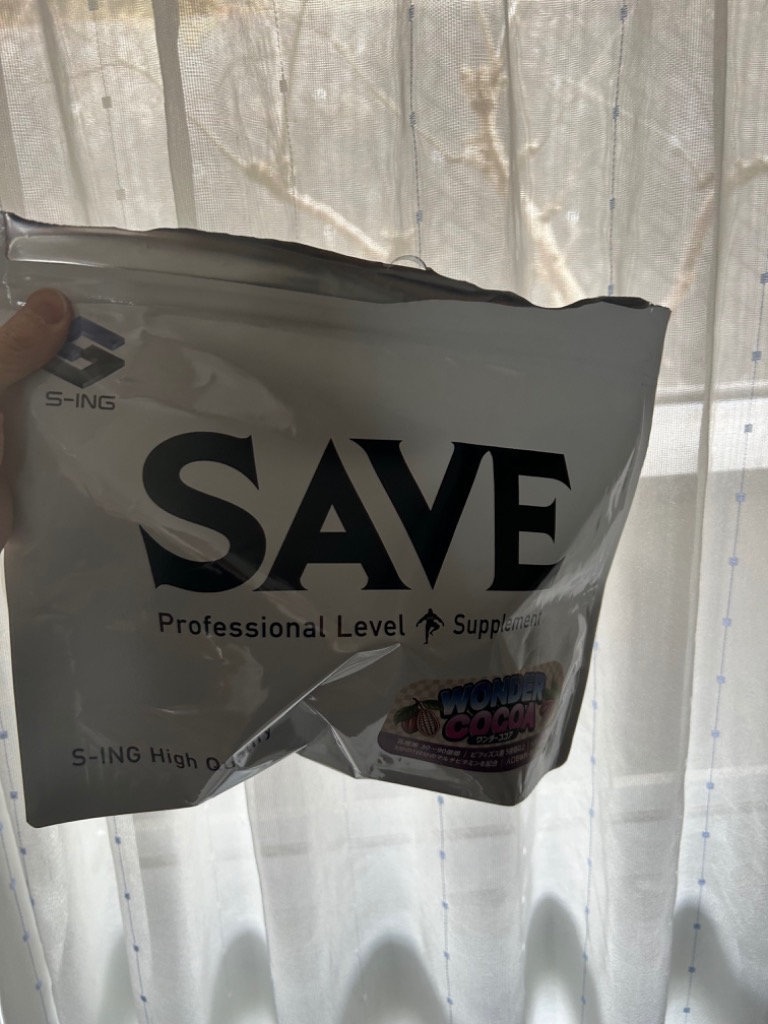 S-ING
SAVE
Professional Level Supplement
WONDER
COCOA
ワンダーココア
S-ING High